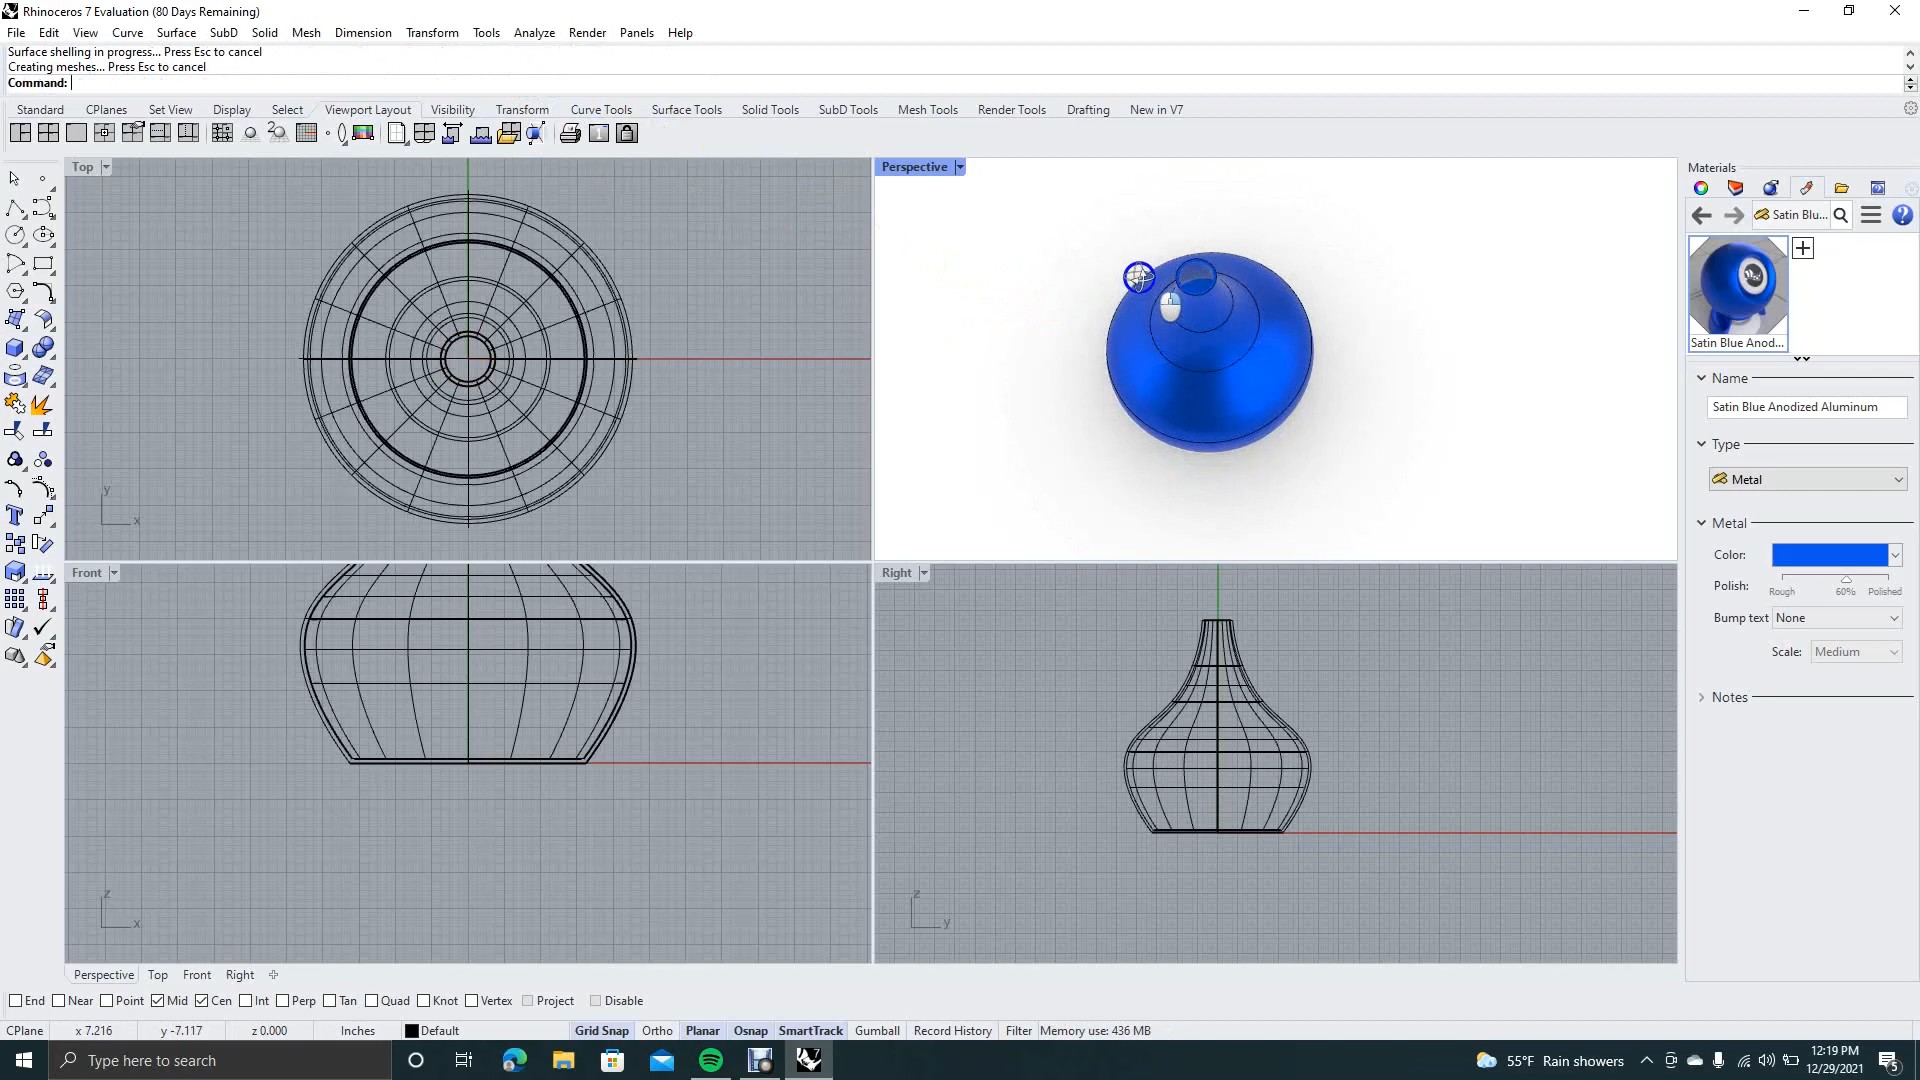 Rhinoceros 7 Evaluation (80 Days Remaining)
File Edit View Curve Surface SubD Solid Mesh Dimension Transform Tools Analyze Render Panels Help
Surface shelling in progress... Press Esc to cancel
Creating meshes... Press Esc to cancel
Command:
Standard CPlanes Set View Display Select Viewport Layout Visibility Transform Curve Tools Surface Tools Solid Tools SubD Tools Mesh Tools Render Tools Drafting New in V7
Top
y
x
Perspective
Front
z
x
Right
z
y
Materials
Satin Blu...
Satin Blue Anod...
Name
Satin Blue Anodized Aluminum
Type
Metal
Metal
Color:
Polish:
Rough 60% Polished
Bump text None
Scale: Medium
Notes
Perspective Top Front Right
End Near Point Mid Cen Int Perp Tan Quad Knot Vertex Project Disable
CPlane x 7.216 y -7.117 z 0.000 Inches Default Grid Snap Ortho Planar Osnap SmartTrack Gumball Record History Filter Memory use: 436 MB
Type here to search
55°F Rain showers
12:19 PM
12/29/2021
5